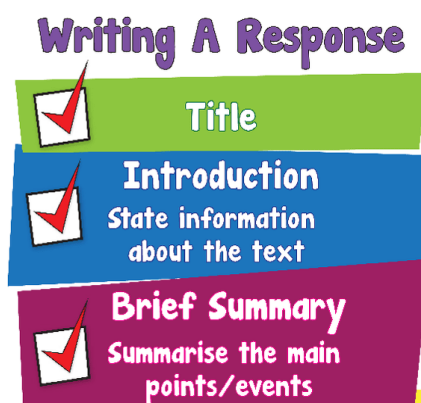 Writing A Response
Title
Introduction
State information
about the text
Brief Summary
Summarise the main
points/events